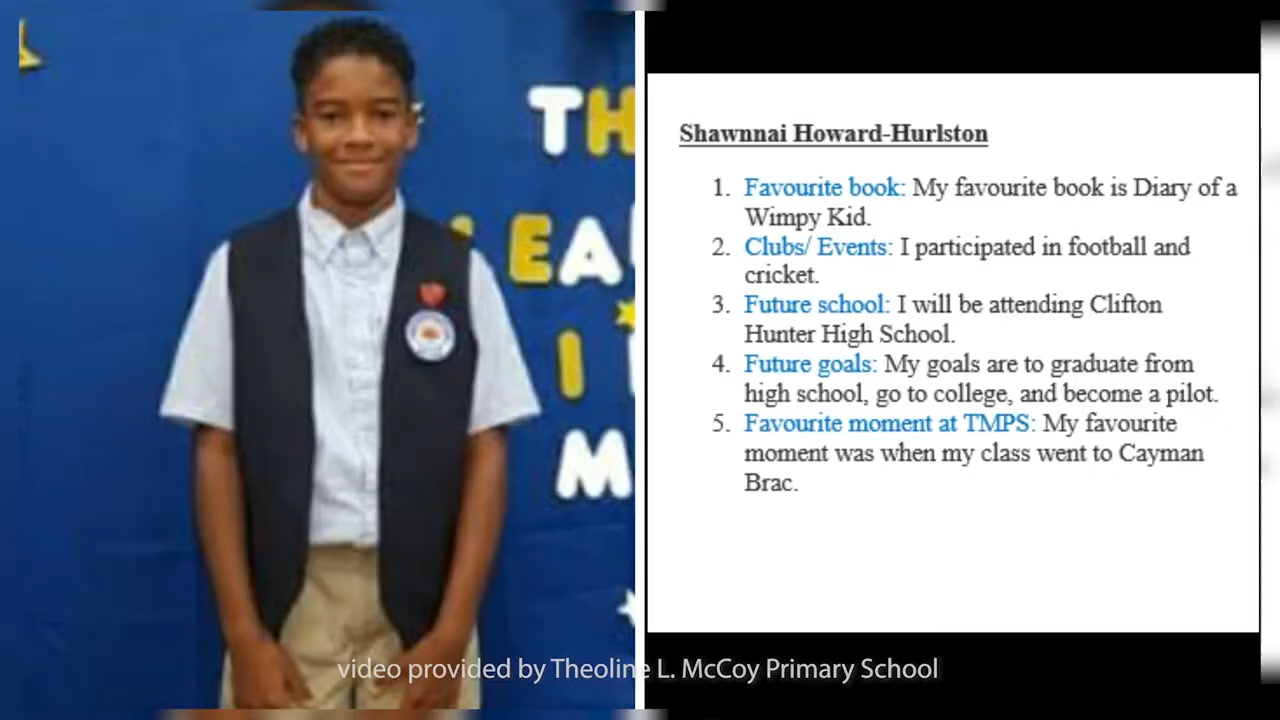 TH
LEA
I
M
Shawnnai Howard-Hurlston
1. Favourite book: My favourite book is Diary of a
Wimpy Kid.
2. Clubs/ Events: I participated in football and
cricket.
3. Future school: I will be attending Clifton
Hunter High School.
4. Future goals: My goals are to graduate from
high school, go to college, and become a pilot.
5. Favourite moment at TMPS: My favourite
moment was when my class went to Cayman
Brac.
video provided by Theoline L. McCoy Primary School